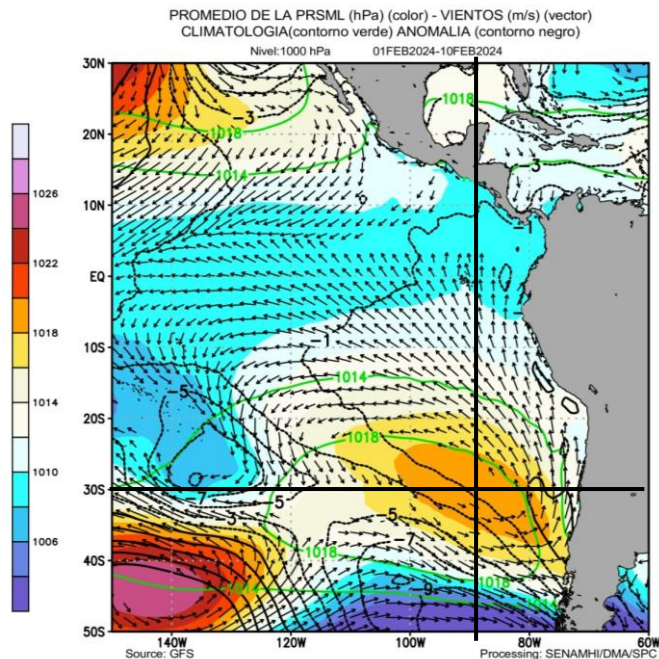 PROMEDIO DE LA PRSML (hPa) (color) - VIENTOS (m/s) (vector)
CLIMATOLOGIA(contorno verde) ANOMALIA (contorno negro)
Nivel:1000 hPa 01FEB2024-10FEB2024
30N
20N
10N
EQ
10S
20S
30S
40S
50S
140W 120W 100W 80W 60W
1026
1022
1018
1014
1010
1006
-3
1018
1018
1014
-3
-1
-1
1014
-5
1018
-7
-3
-5
-5
-7
1018
-9
1014
1014
Source: GFS
Processing: SENAMHI/DMA/SPC